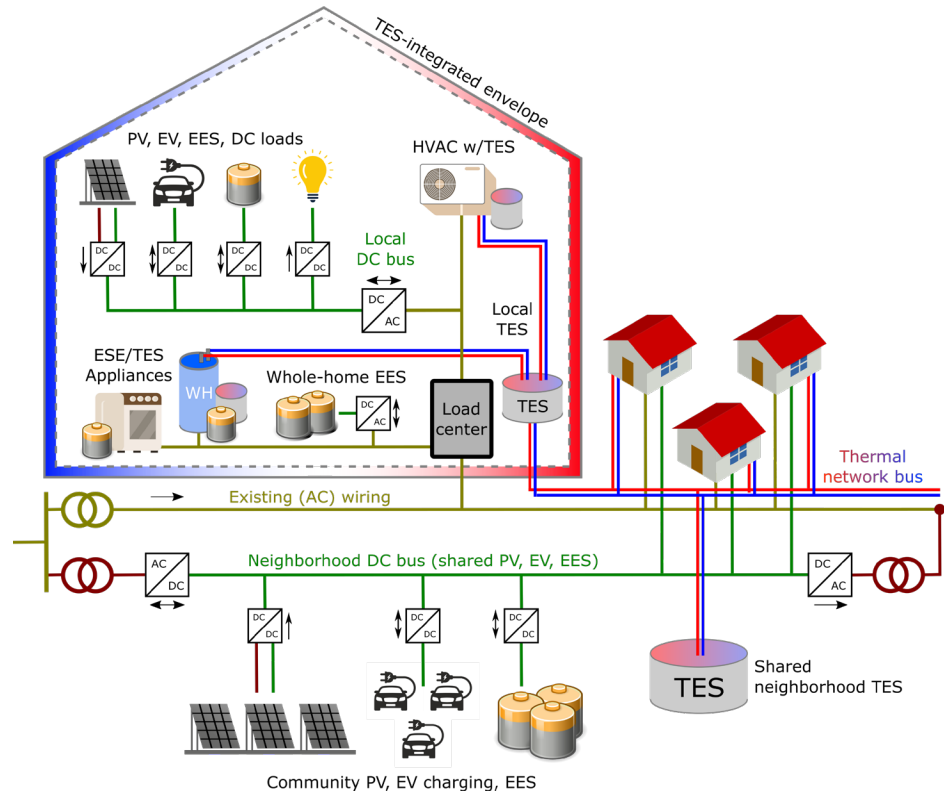 TES-integrated envelope
PV, EV, EES, DC loads
HVAC w/TES
DC
DC
DC
DC
DC
DC
DC
DC
Local
DC bus
DC
AC
Local
TES
ESE/TES
Appliances
WH
Whole-home EES
DC
AC
Load
center
TES
Thermal
network bus
Existing (AC) wiring
Neighborhood DC bus (shared PV, EV, EES)
AC
DC
DC
AC
DC
DC
DC
DC
DC
DC
TES
Shared
neighborhood TES
Community PV, EV charging, EES